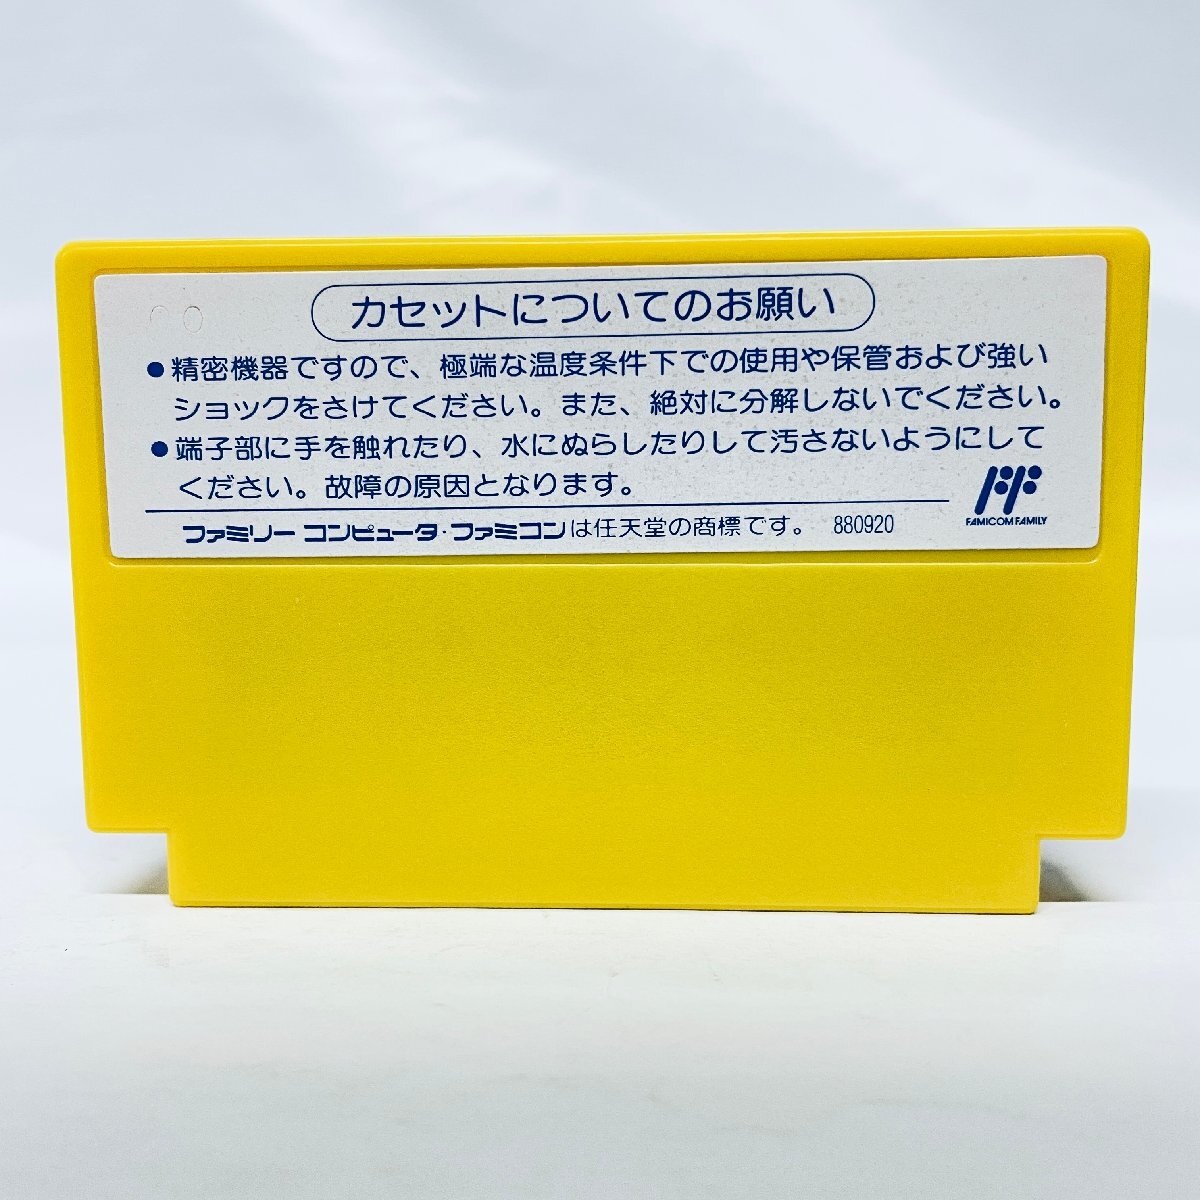 カセットについてのお願い
●精密機器ですので、極端な温度条件下での使用や保管および強い
ショックをさけてください。また、絶対に分解しないでください。
●端子部に手を触れたり、水にぬらしたりして汚さないようにして
ください。故障の原因となります。
FAMICOM FAMILY
ファミリー コンピュータ・ファミコンは任天堂の商標です。 880920